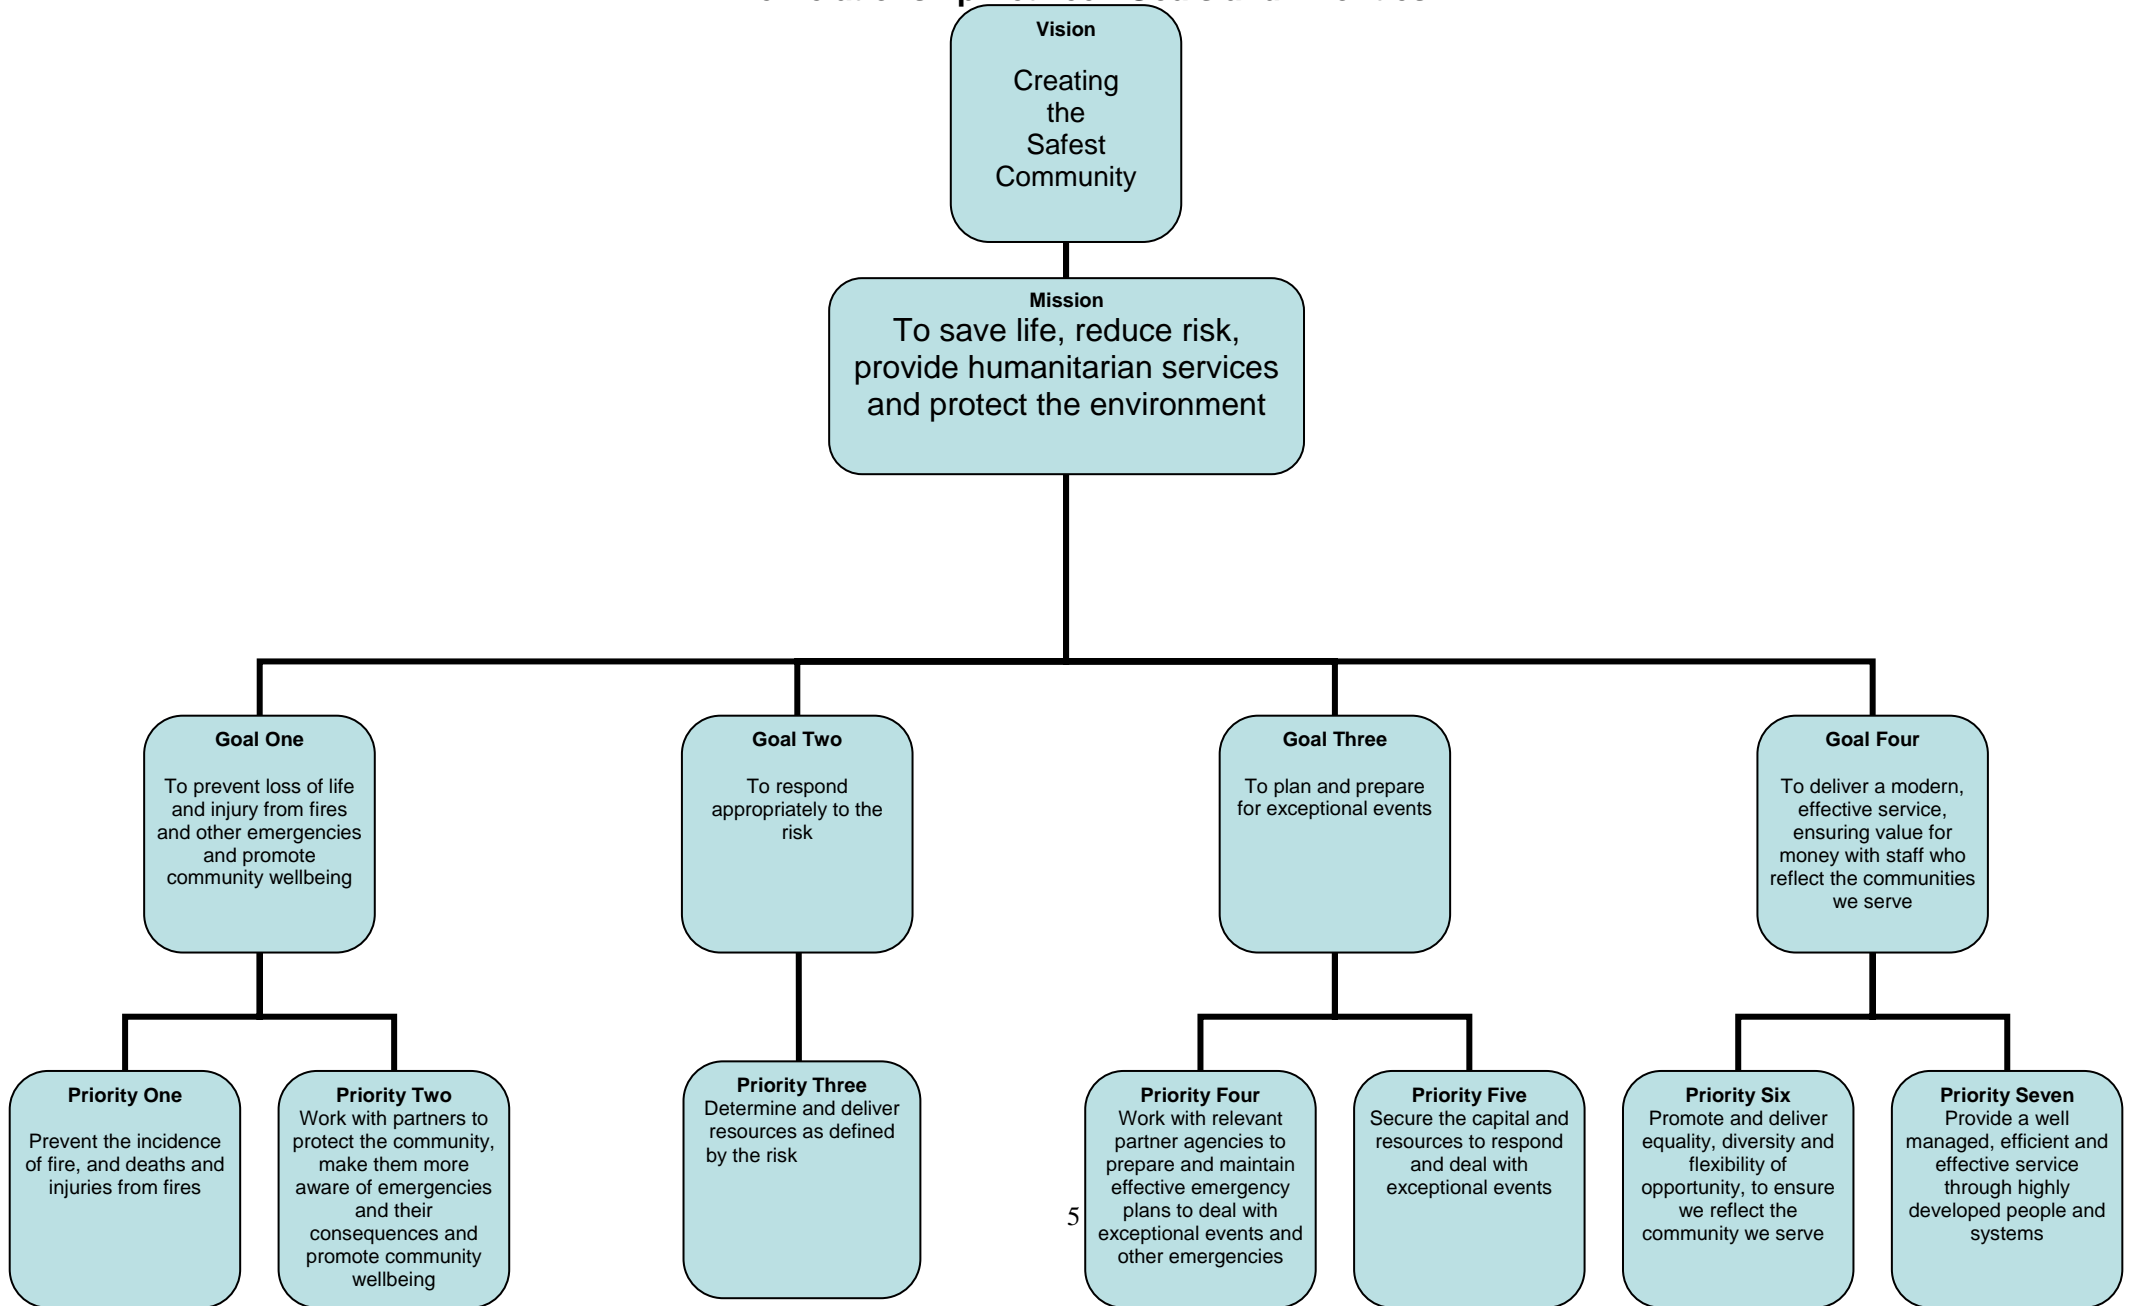 Vision
Creating
the
Safest
Community
Mission
To save life, reduce risk,
provide humanitarian services
and protect the environment
Goal One
To prevent loss of life
and injury from fires
and other emergencies
and promote
community wellbeing
Goal Two
To respond
appropriately to the
risk
Goal Three
To plan and prepare
for exceptional events
Goal Four
To deliver a modern,
effective service,
ensuring value for
money with staff who
reflect the communities
we serve
Priority One
Prevent the incidence
of fire, and deaths and
injuries from fires
Priority Two
Work with partners to
protect the community,
make them more
aware of emergencies
and their
consequences and
promote community
wellbeing
Priority Three
Determine and deliver
resources as defined
by the risk
Priority Four
Work with relevant
partner agencies to
prepare and maintain
effective emergency
plans to deal with
exceptional events and
other emergencies
Priority Five
Secure the capital and
resources to respond
and deal with
exceptional events
Priority Six
Promote and deliver
equality, diversity and
flexibility of
opportunity, to ensure
we reflect the
community we serve
Priority Seven
Provide a well
managed, efficient and
effective service
through highly
developed people and
systems
5